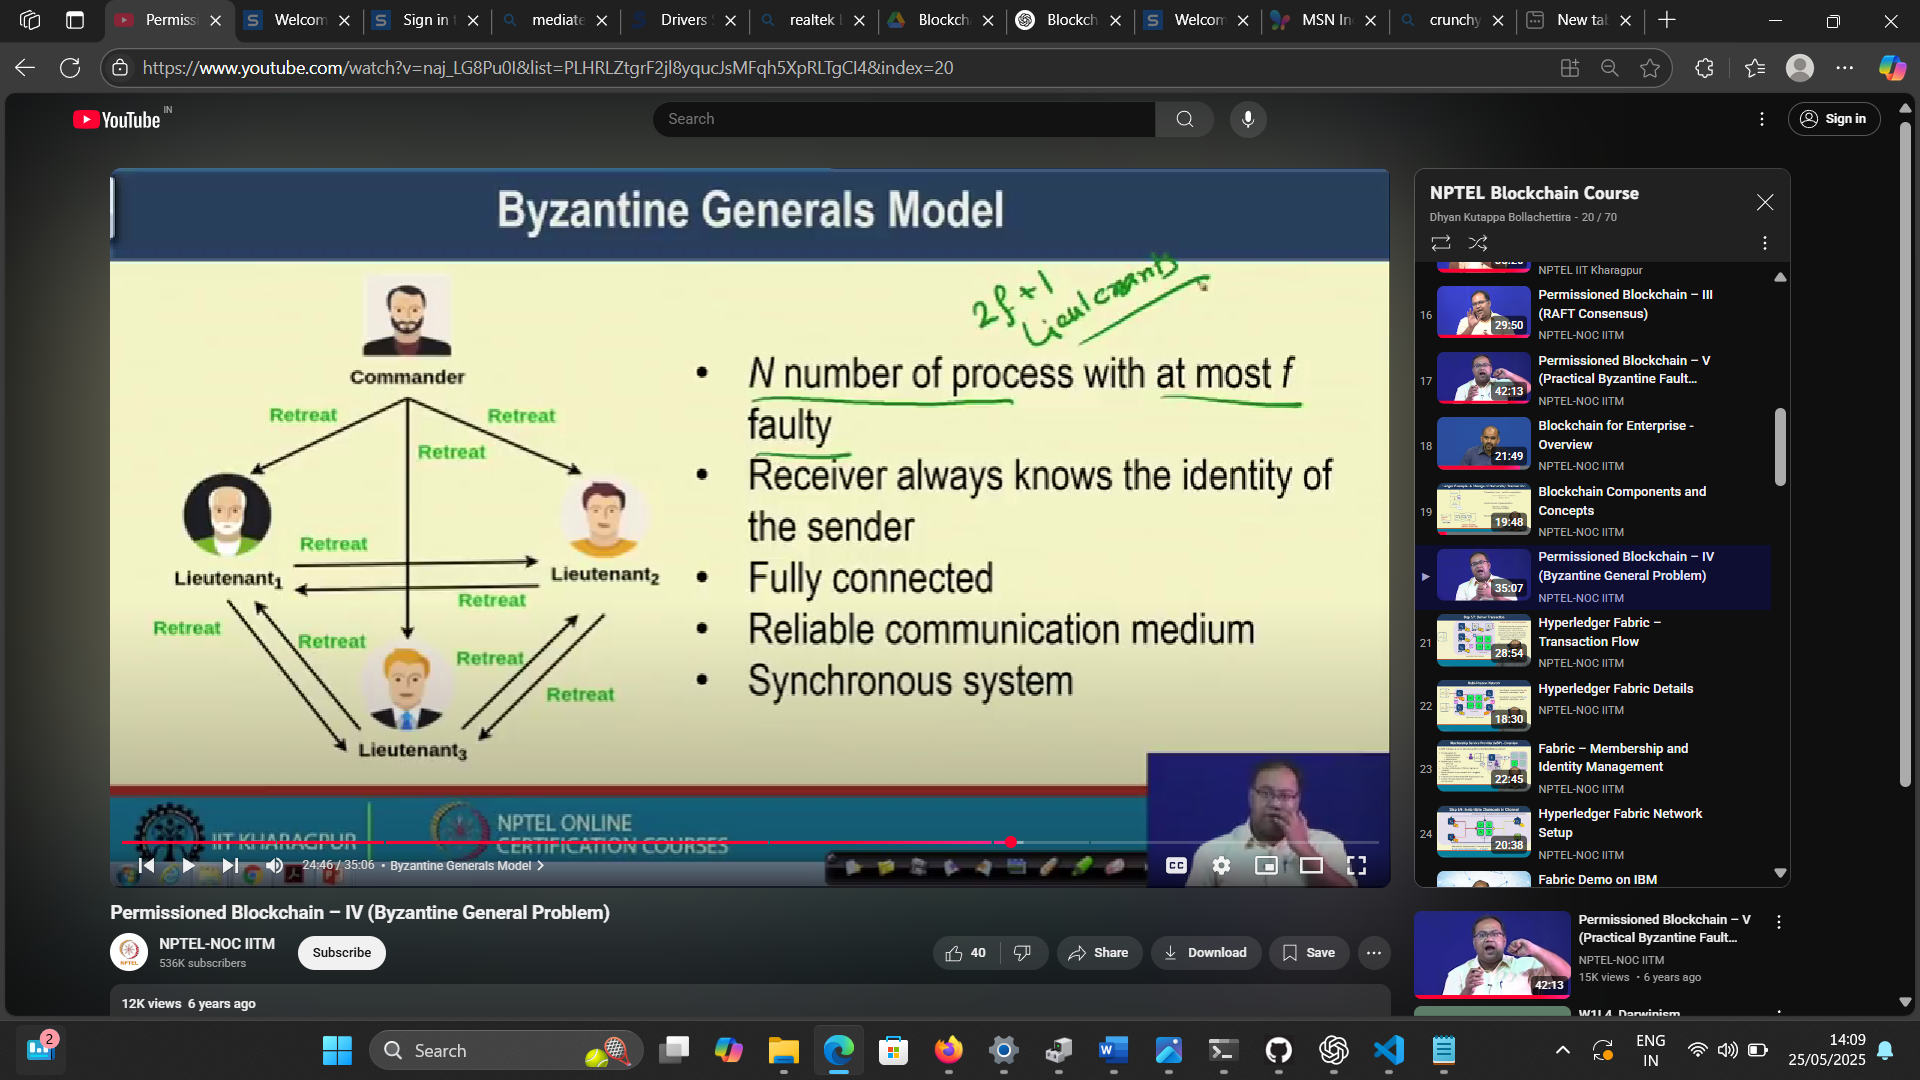 Permissi
Welcom
Sign in t
mediate
Drivers
realtek
Blockch
Blockch
Welcom
MSN In
crunchy
New tab
https://www.youtube.com/watch?v=naj_LG8Pu0I&list=PLHRLZtgrF2jl8yqucJsMFqh5XpRLTgCI4&index=20
YouTube IN
Search
Sign in
Byzantine Generals Model
2f+1
Lieutenants
Commander
Retreat
Retreat
Retreat
Lieutenant1
Retreat
Lieutenant2
Retreat
Retreat
Retreat
Retreat
Retreat
Lieutenant3
• N number of process with at most f
faulty
• Receiver always knows the identity of
the sender
• Fully connected
• Reliable communication medium
• Synchronous system
IIT KHARAGPUR
NPTEL ONLINE
CERTIFICATION COURSES
24:46 / 35:06 • Byzantine Generals Model >
CC
Permissioned Blockchain – IV (Byzantine General Problem)
NPTEL-NOC IITM
536K subscribers
Subscribe
40
Share
Download
Save
12K views 6 years ago
NPTEL Blockchain Course
Dhyan Kutappa Bollachettira - 20 / 70
NPTEL IIT Kharagpur
16
29:50
Permissioned Blockchain – III
(RAFT Consensus)
NPTEL-NOC IITM
17
42:13
Permissioned Blockchain – V
(Practical Byzantine Fault...
NPTEL-NOC IITM
18
21:49
Blockchain for Enterprise -
Overview
NPTEL-NOC IITM
19
19:48
Blockchain Components and
Concepts
NPTEL-NOC IITM
35:07
Permissioned Blockchain – IV
(Byzantine General Problem)
NPTEL-NOC IITM
21
28:54
Hyperledger Fabric –
Transaction Flow
NPTEL-NOC IITM
22
18:30
Hyperledger Fabric Details
NPTEL-NOC IITM
23
22:45
Fabric – Membership and
Identity Management
NPTEL-NOC IITM
24
20:38
Hyperledger Fabric Network
Setup
NPTEL-NOC IITM
Fabric Demo on IBM
42:13
Permissioned Blockchain – V
(Practical Byzantine Fault...
NPTEL-NOC IITM
15K views • 6 years ago
W1L4_Darwinism
2
Search
ENG
IN
14:09
25/05/2025